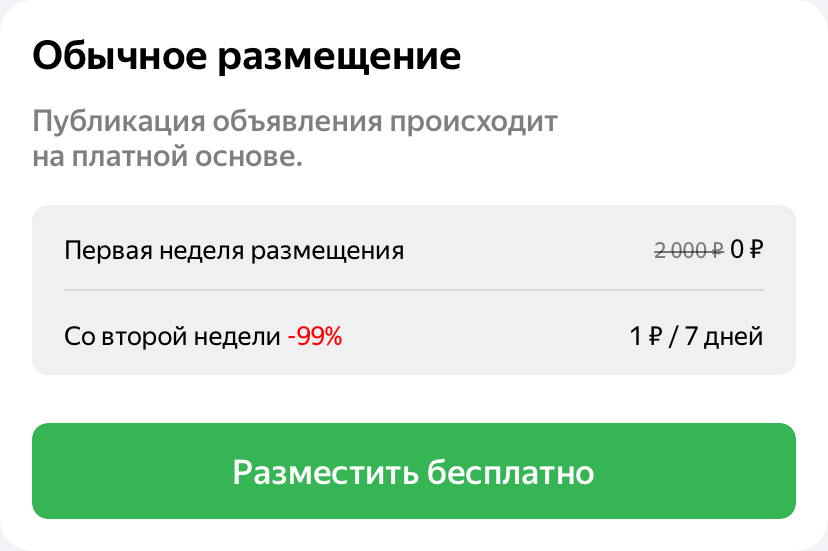 Обычное размещение
Публикация объявления происходит
на платной основе.
Первая неделя размещения 2 000 ₽ 0 ₽
Со второй недели -99% 1 ₽ / 7 дней
Разместить бесплатно